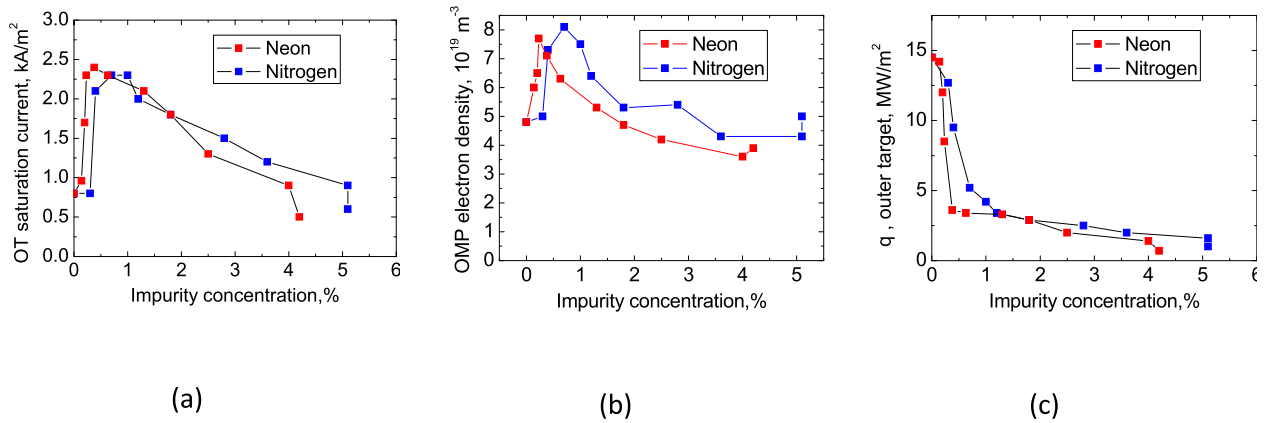 OT saturation current, kA/m²
3.0
2.5
2.0
1.5
1.0
0.5
0.0
Neon
Nitrogen
0 1 2 3 4 5 6
Impurity concentration,%
(a)
OMP electron density, 10¹⁹ m⁻³
8
7
6
5
4
3
2
1
0
Neon
Nitrogen
0 1 2 3 4 5
Impurity concentration,%
(b)
q , outer target, MW/m²
15
10
5
0
Neon
Nitrogen
0 1 2 3 4 5 6
Impurity concentration,%
(c)